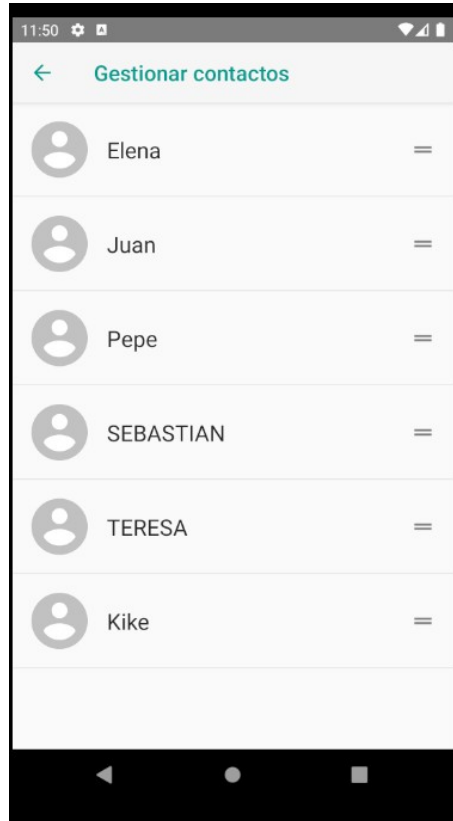 11:50
Gestionar contactos
Elena
Juan
Pepe
SEBASTIAN
TERESA
Kike